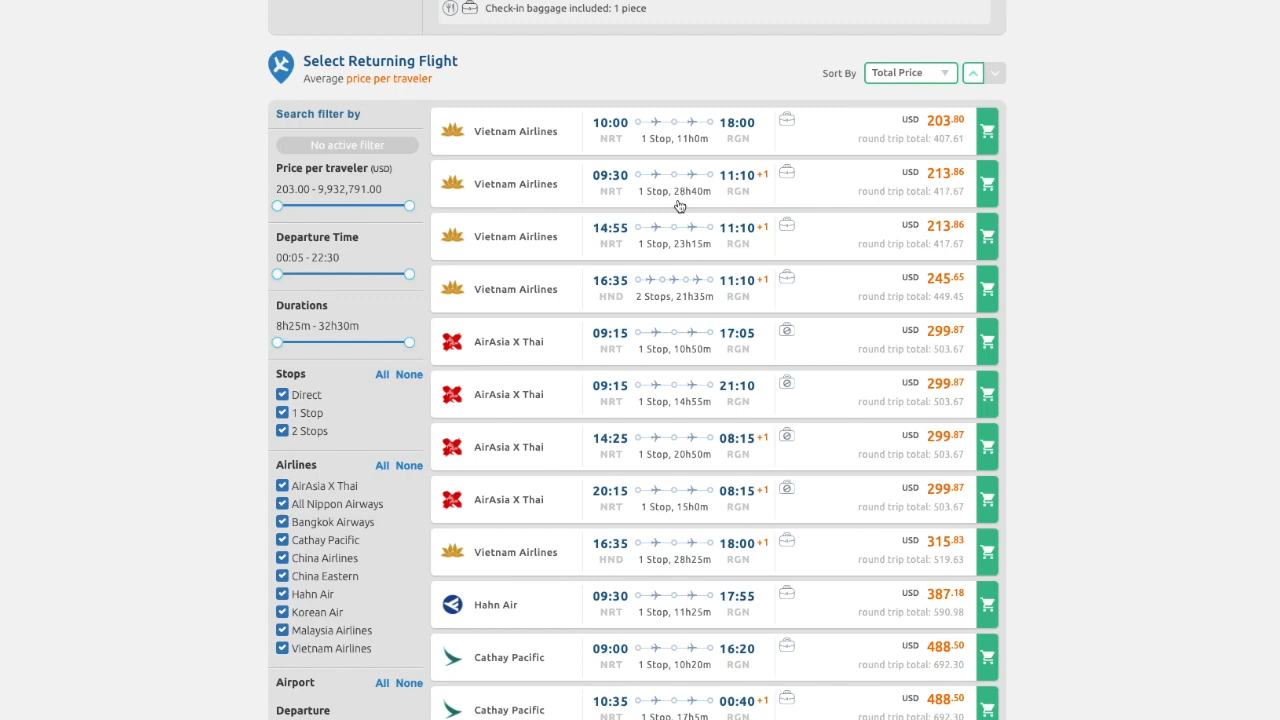 Check-in baggage included: 1 piece
Select Returning Flight
Average price per traveler
Sort By Total Price
Search filter by
No active filter
Price per traveler (USD)
203.00 - 9,932,791.00
Departure Time
00:05 - 22:30
Durations
8h25m - 32h30m
Stops All None
Direct
1 Stop
2 Stops
Airlines All None
AirAsia X Thai
All Nippon Airways
Bangkok Airways
Cathay Pacific
China Airlines
China Eastern
Hahn Air
Korean Air
Malaysia Airlines
Vietnam Airlines
Airport All None
Departure
Vietnam Airlines 10:00 18:00 USD 203.80
NRT 1 Stop, 11h0m RGN round trip total: 407.61
Vietnam Airlines 09:30 11:10 +1 USD 213.86
NRT 1 Stop, 28h40m RGN round trip total: 417.67
Vietnam Airlines 14:55 11:10 +1 USD 213.86
NRT 1 Stop, 23h15m RGN round trip total: 417.67
Vietnam Airlines 16:35 11:10 +1 USD 245.65
HND 2 Stops, 21h35m RGN round trip total: 449.45
AirAsia X Thai 09:15 17:05 USD 299.87
NRT 1 Stop, 10h50m RGN round trip total: 503.67
AirAsia X Thai 09:15 21:10 USD 299.87
NRT 1 Stop, 14h55m RGN round trip total: 503.67
AirAsia X Thai 14:25 08:15 +1 USD 299.87
NRT 1 Stop, 20h50m RGN round trip total: 503.67
AirAsia X Thai 20:15 08:15 +1 USD 299.87
NRT 1 Stop, 15h0m RGN round trip total: 503.67
Vietnam Airlines 16:35 18:00 +1 USD 315.83
HND 1 Stop, 28h25m RGN round trip total: 519.63
Hahn Air 09:30 17:55 USD 387.18
NRT 1 Stop, 11h25m RGN round trip total: 590.98
Cathay Pacific 09:00 16:20 USD 488.50
NRT 1 Stop, 10h20m RGN round trip total: 692.30
Cathay Pacific 10:35 00:40 +1 USD 488.50
NRT 1 Stop, 17h5m RGN round trip total: 692.30